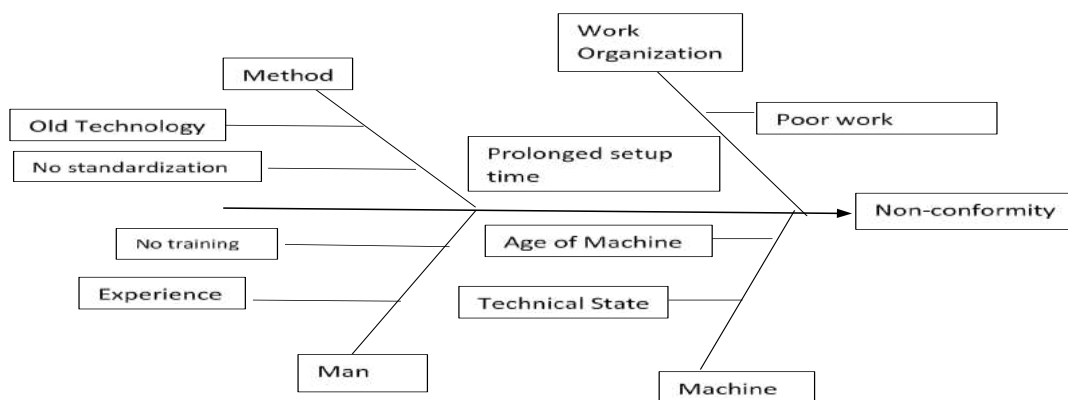 Work
Organization
Method
Poor work
Old Technology
Prolonged setup
time
No standardization
Non-conformity
No training
Age of Machine
Experience
Technical State
Man
Machine